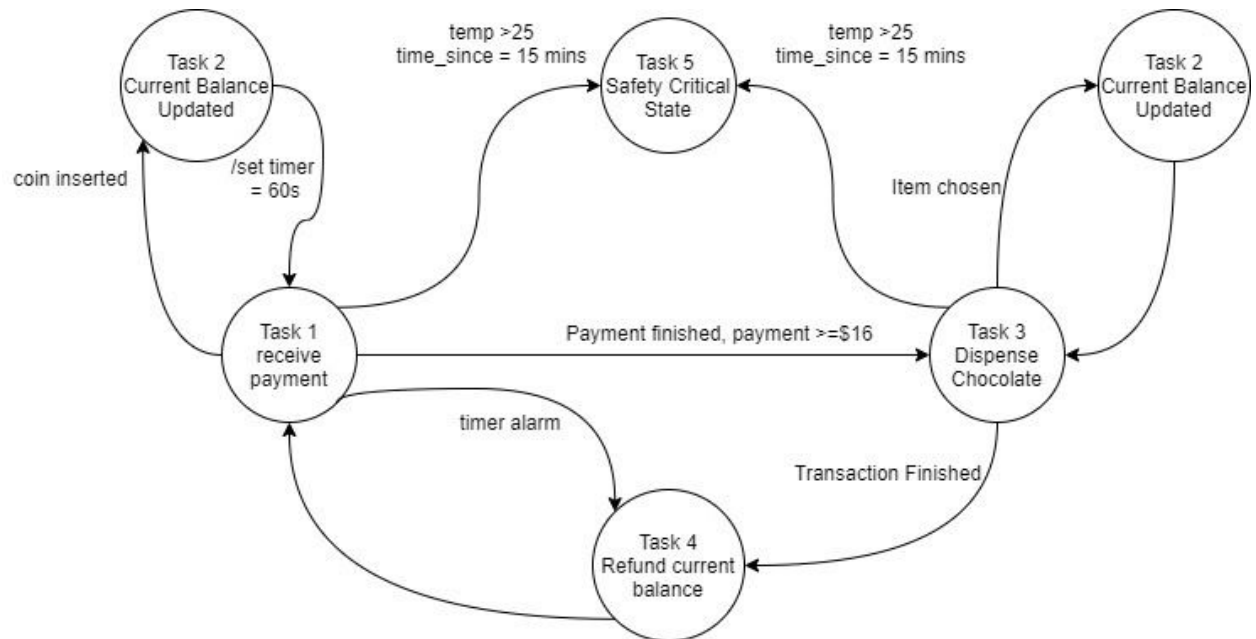 Task 2
Current Balance
Updated
temp >25
time_since = 15 mins
Task 5
Safety Critical
State
temp >25
time_since = 15 mins
Task 2
Current Balance
Updated
coin inserted
/set timer
= 60s
Item chosen
Task 1
receive
payment
Payment finished, payment >=$16
Task 3
Dispense
Chocolate
timer alarm
Transaction Finished
Task 4
Refund current
balance